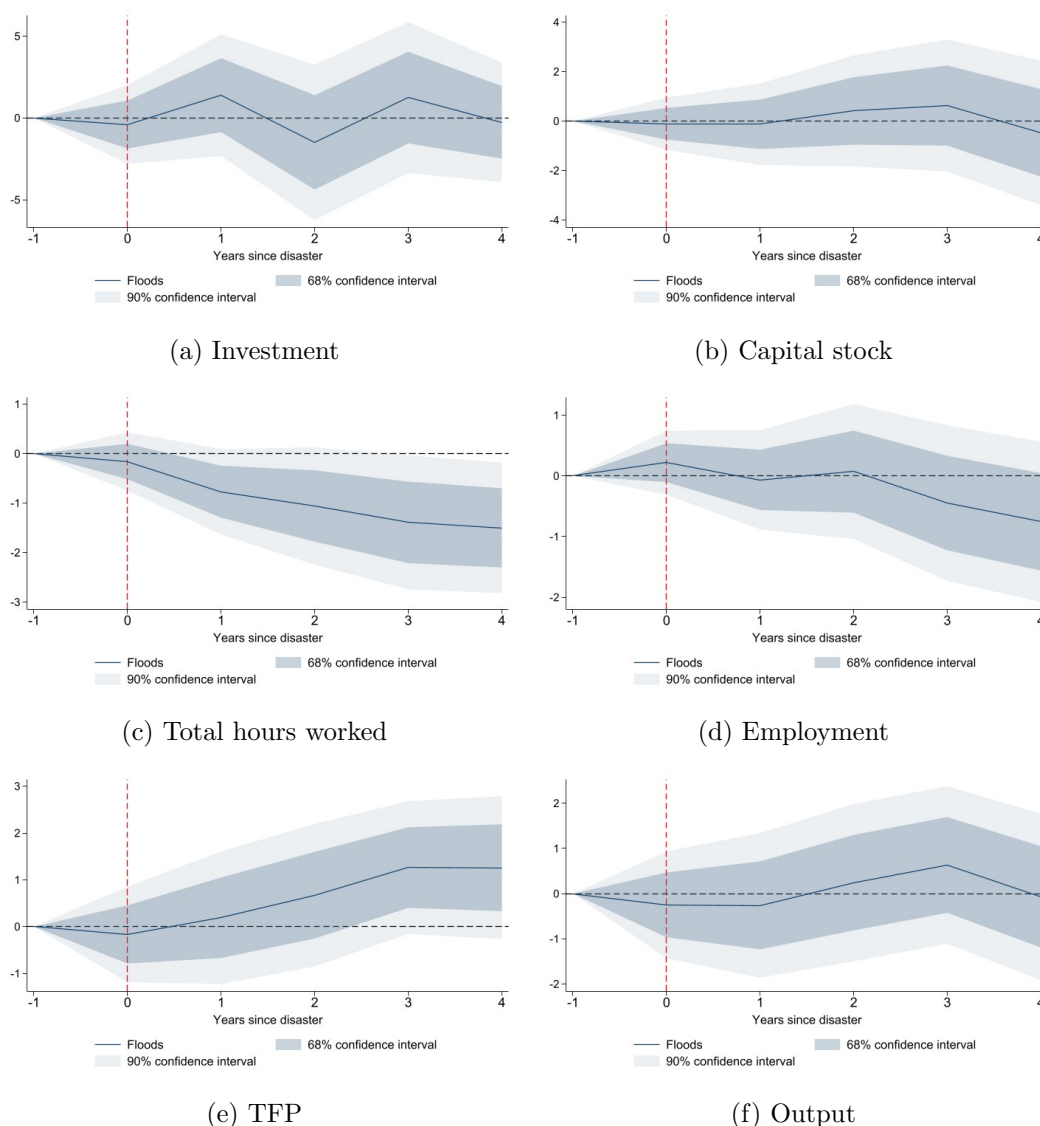 5
0
-5
-1 0 1 2 3 4
Years since disaster
Floods 68% confidence interval
90% confidence interval
(a) Investment
4
2
0
-2
-4
-1 0 1 2 3 4
Years since disaster
Floods 68% confidence interval
90% confidence interval
(b) Capital stock
1
0
-1
-2
-3
-1 0 1 2 3 4
Years since disaster
Floods 68% confidence interval
90% confidence interval
(c) Total hours worked
1
0
-1
-2
-1 0 1 2 3 4
Years since disaster
Floods 68% confidence interval
90% confidence interval
(d) Employment
3
2
1
0
-1
-1 0 1 2 3 4
Years since disaster
Floods 68% confidence interval
90% confidence interval
(e) TFP
2
1
0
-1
-2
-1 0 1 2 3 4
Years since disaster
Floods 68% confidence interval
90% confidence interval
(f) Output